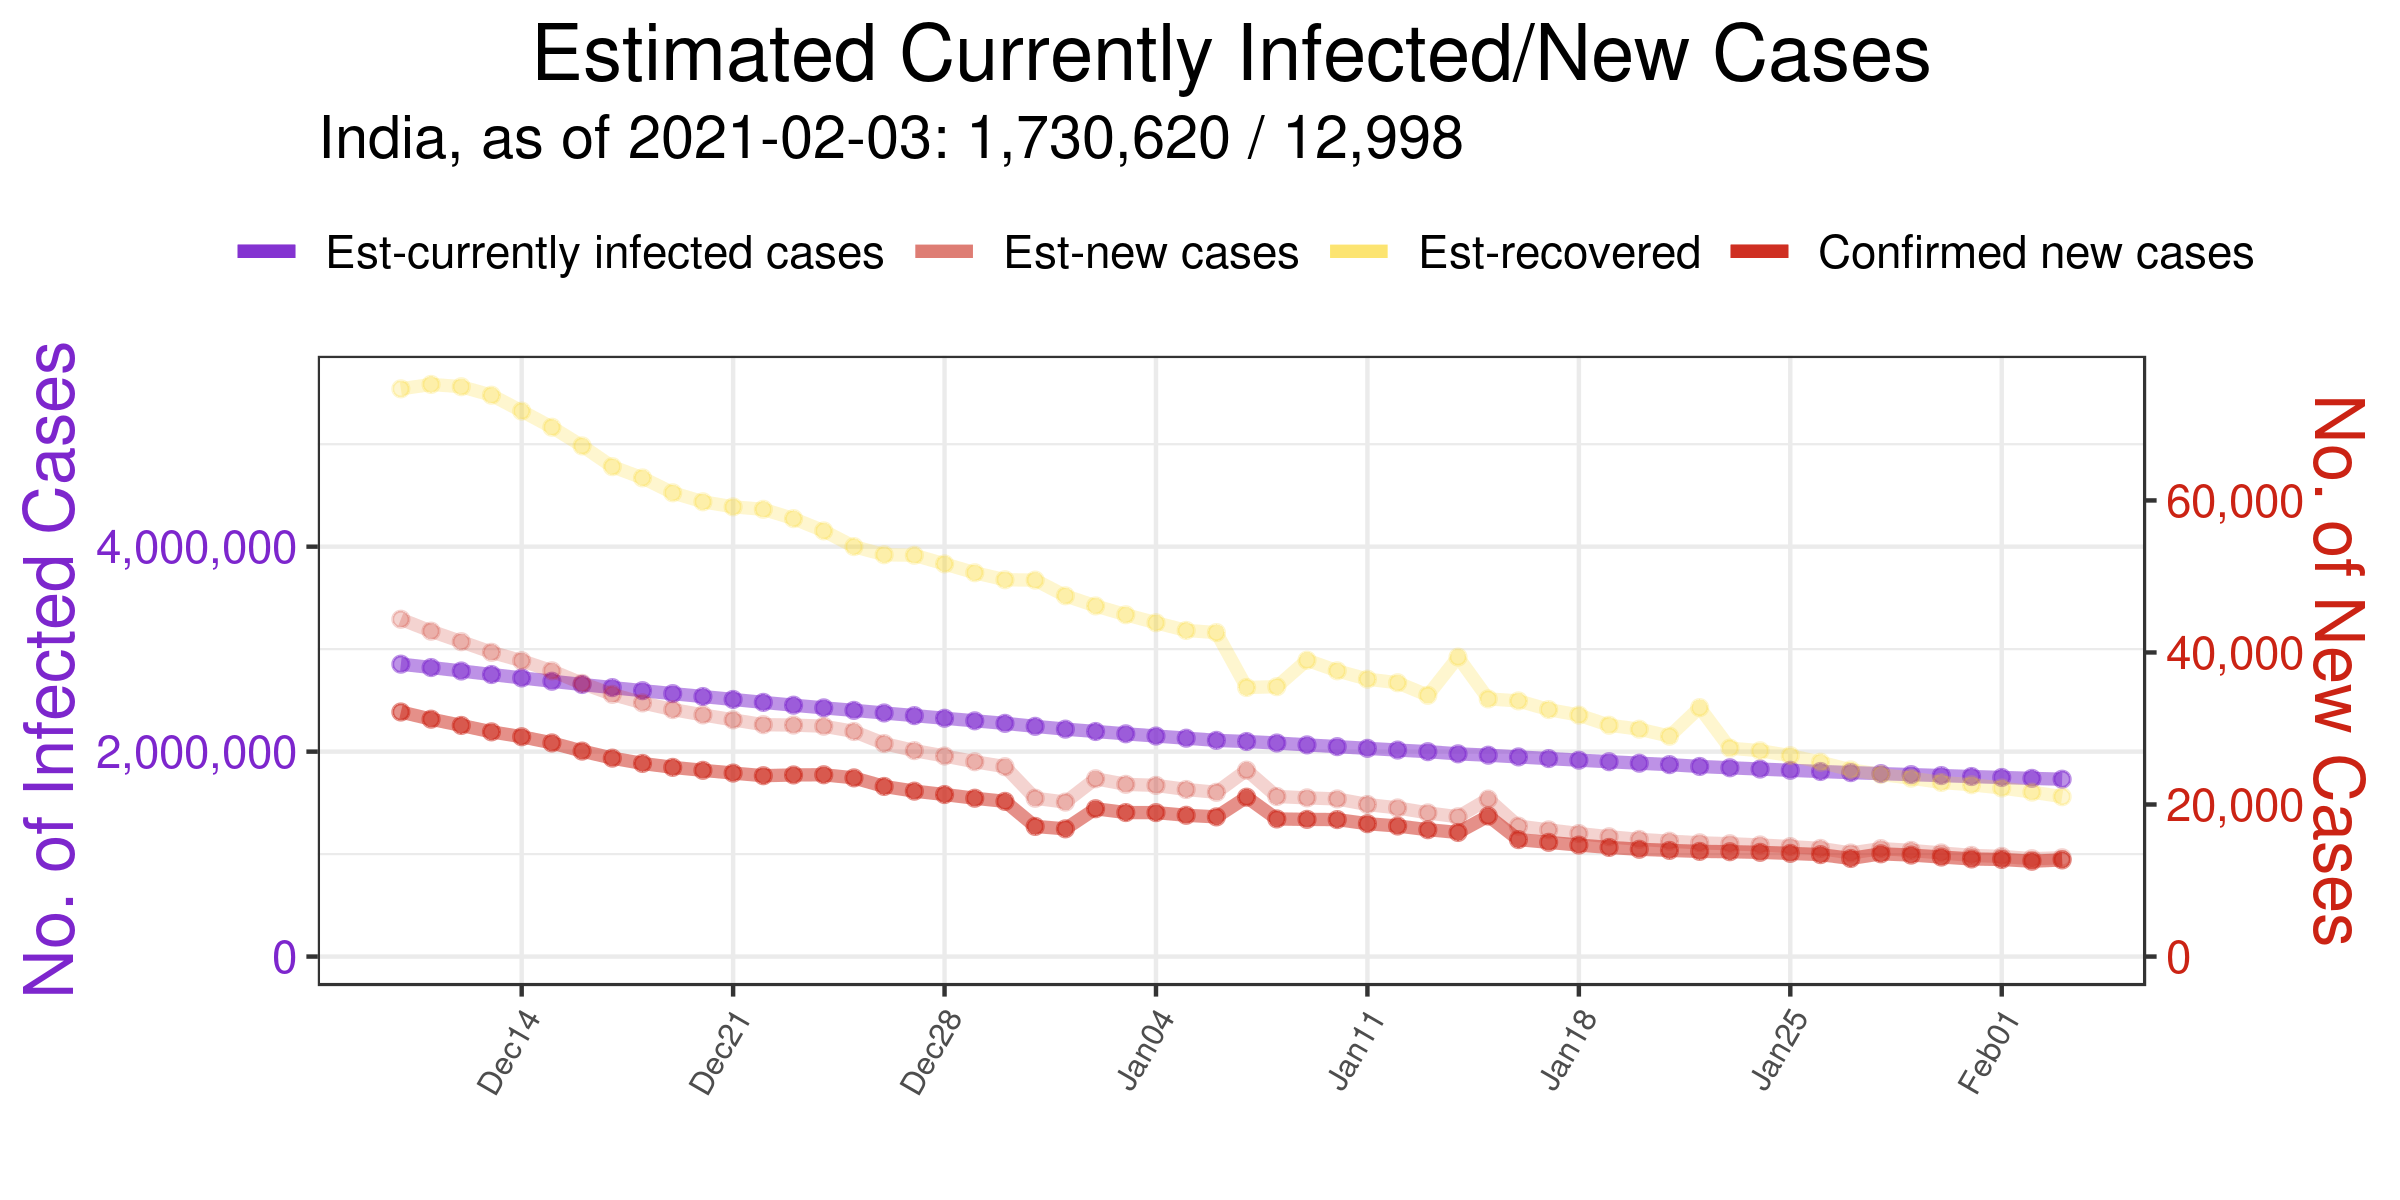 Estimated Currently Infected/New Cases
India, as of 2021-02-03: 1,730,620 / 12,998
Est-currently infected cases Est-new cases Est-recovered Confirmed new cases
No. of Infected Cases
4,000,000
2,000,000
0
60,000
40,000
20,000
0
No. of New Cases
Dec14 Dec21 Dec28 Jan04 Jan11 Jan18 Jan25 Feb01